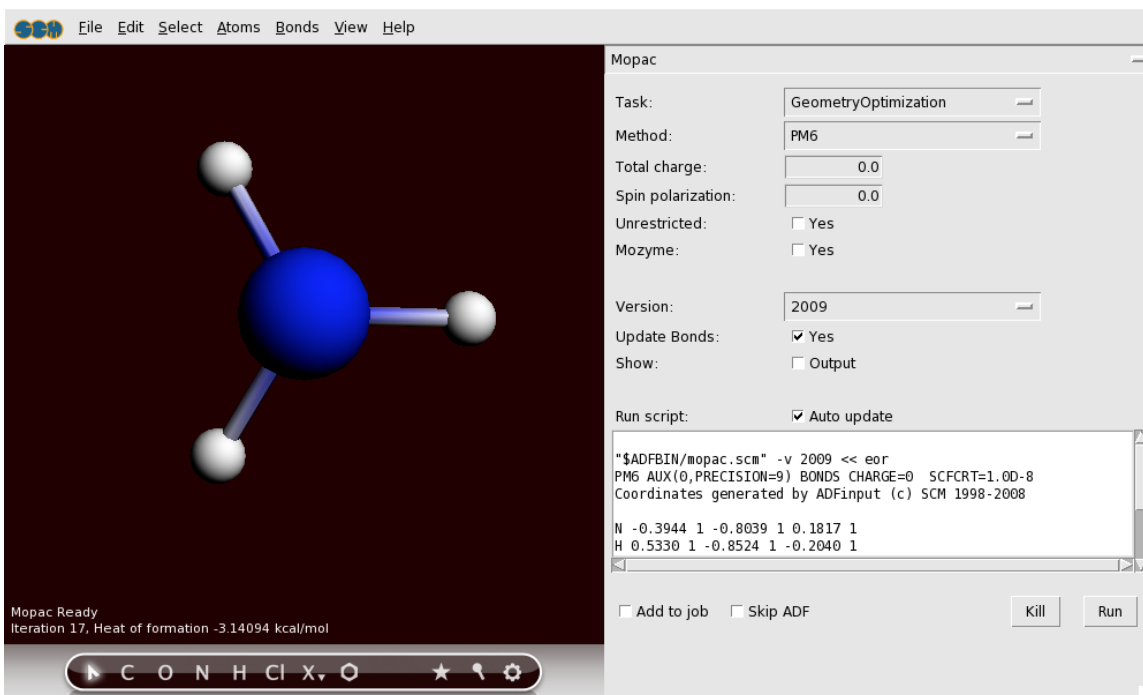 SCM File Edit Select Atoms Bonds View Help
Mopac
Task: GeometryOptimization
Method: PM6
Total charge: 0.0
Spin polarization: 0.0
Unrestricted: Yes
Mozyme: Yes
Version: 2009
Update Bonds: Yes
Show: Output
Run script: Auto update
"$ADFBIN/mopac.scm" -v 2009 << eor
PM6 AUX(0,PRECISION=9) BONDS CHARGE=0 SCFCRT=1.0D-8
Coordinates generated by ADFinput (c) SCM 1998-2008
N -0.3944 1 -0.8039 1 0.1817 1
H 0.5330 1 -0.8524 1 -0.2040 1
Mopac Ready
Iteration 17, Heat of formation -3.14094 kcal/mol
Add to job Skip ADF Kill Run
C O N H Cl X